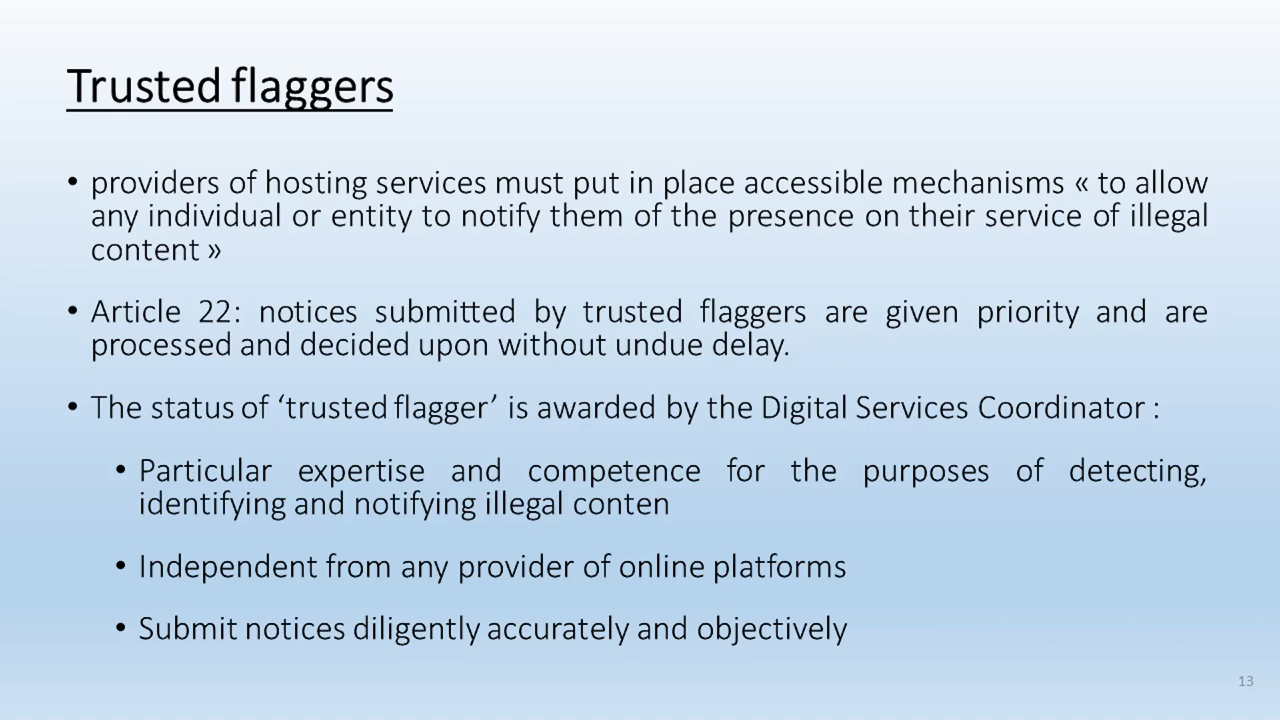 Trusted flaggers
• providers of hosting services must put in place accessible mechanisms « to allow
any individual or entity to notify them of the presence on their service of illegal
content »
• Article 22: notices submitted by trusted flaggers are given priority and are
processed and decided upon without undue delay.
• The status of ‘trusted flagger’ is awarded by the Digital Services Coordinator :
• Particular expertise and competence for the purposes of detecting,
identifying and notifying illegal conten
• Independent from any provider of online platforms
• Submit notices diligently accurately and objectively
13